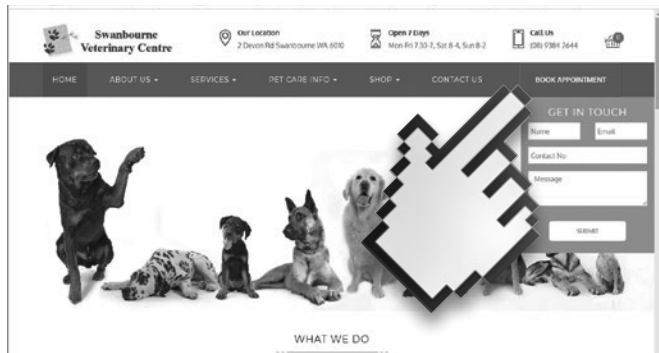 Swanbourne
Veterinary Centre
Our Location
2 Devon Rd Swanbourne WA, 6010
Open 7 Days
Mon-Fri 7.30-7, Sat 8-4, Sun 8-2
Call Us
(08) 9384 2644
HOME ABOUT US SERVICES PET CARE INFO SHOP CONTACT US BOOK APPOINTMENT
GET IN TOUCH
Name Email
Contact No
Message
SUBMIT
WHAT WE DO